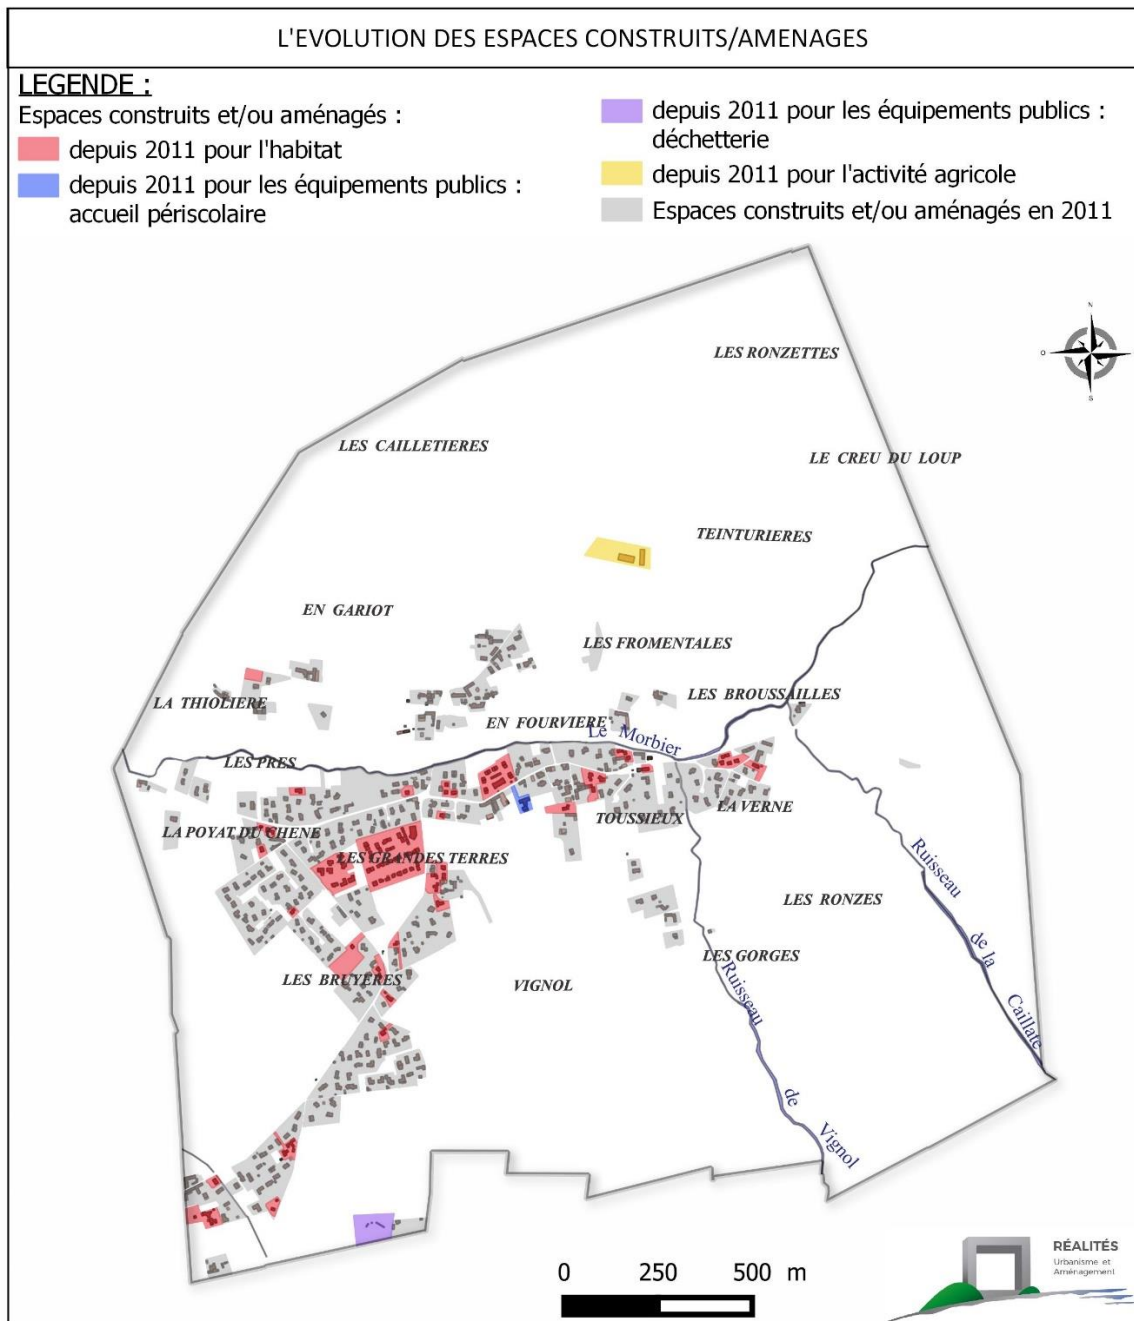 L'EVOLUTION DES ESPACES CONSTRUITS/AMENAGES
LEGENDE :
Espaces construits et/ou aménagés :
depuis 2011 pour l'habitat
depuis 2011 pour les équipements publics :
accueil périscolaire
depuis 2011 pour les équipements publics :
déchetterie
depuis 2011 pour l'activité agricole
Espaces construits et/ou aménagés en 2011
N
O
S
LES RONZETTES
LES CAILLETIERES
LE CREU DU LOUP
TEINTURIERES
EN GARIOT
LES FROMENTALES
LA THIOLIERE
LES BROUSSAILLES
EN FOURVIERE
Le Morbier
LES PRES
LA VERNE
TOUSSIEUX
LA POYAT DU CHENE
LES GRANDES TERRES
Ruisseau
de la
Caillate
LES RONZES
LES GORGES
LES BRUYERES
VIGNOL
Ruisseau
de
Vignol
0 250 500 m
RÉALITÉS
Urbanisme et
Aménagement